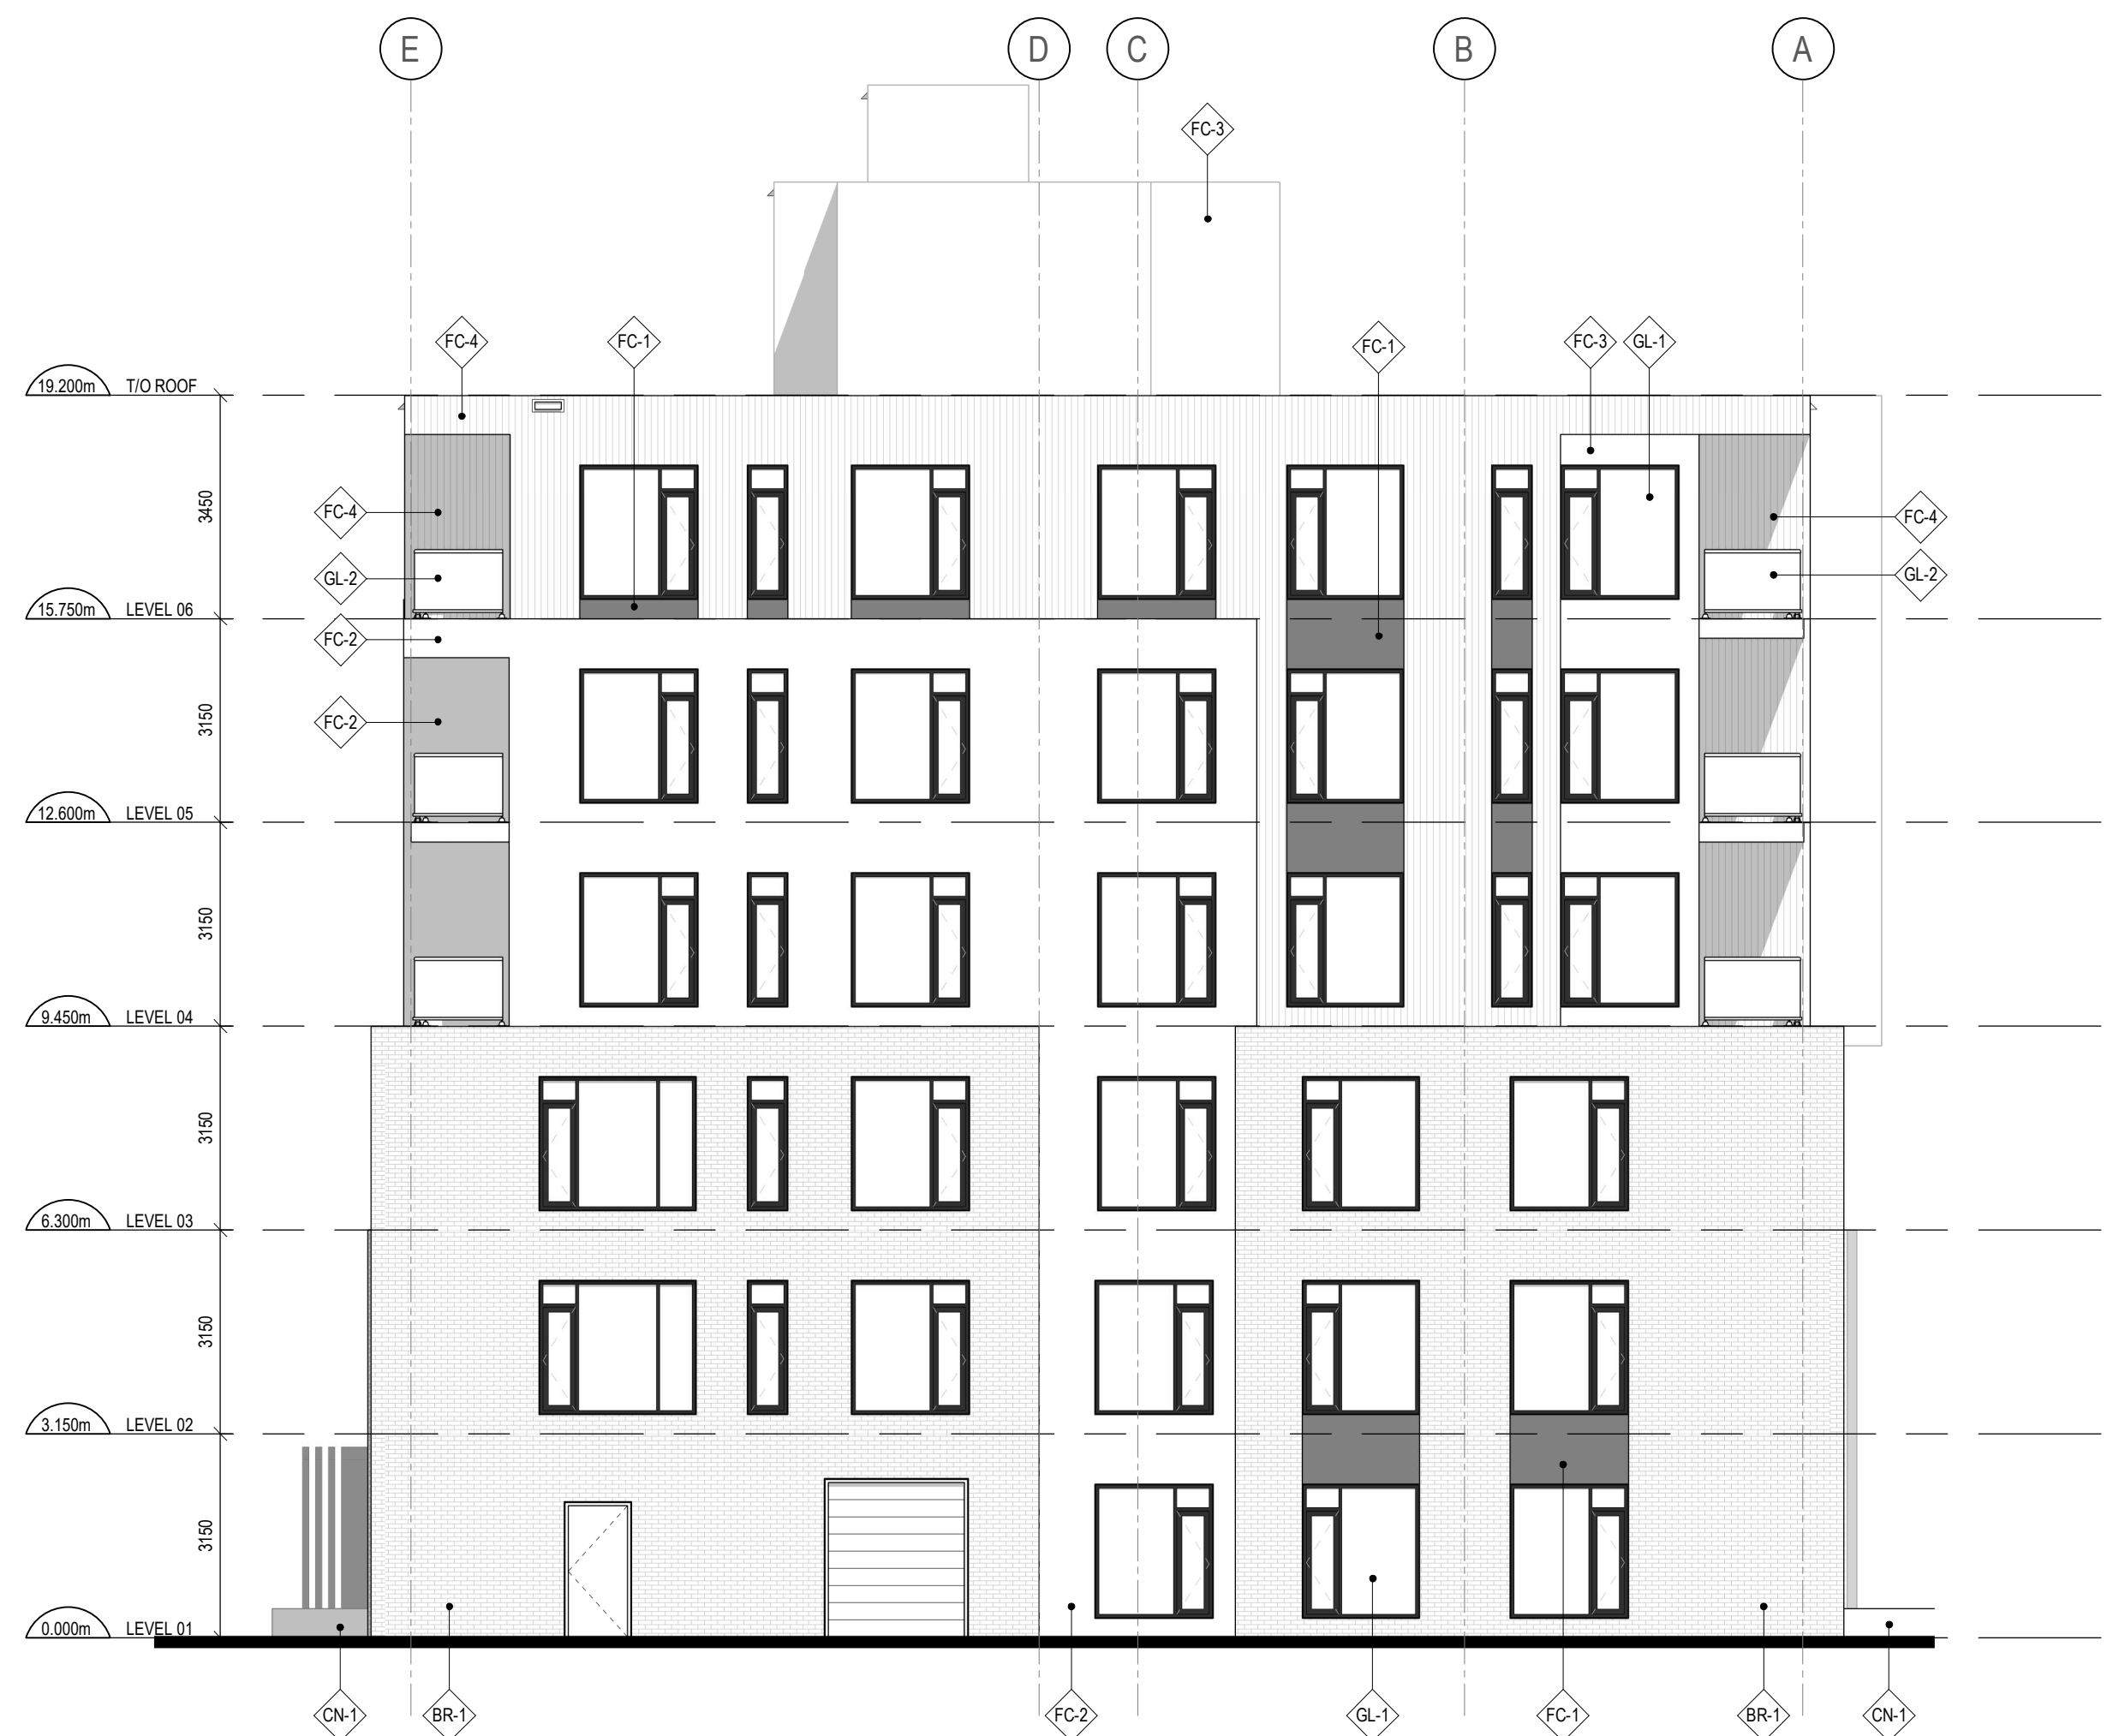 E D C B A
FC-3
FC-4 FC-1 FC-1 FC-3 GL-1
19.200m T/O ROOF
3450
FC-4 FC-4
GL-2 GL-2
15.750m LEVEL 06
FC-2
3150
FC-2
12.600m LEVEL 05
3150
9.450m LEVEL 04
3150
6.300m LEVEL 03
3150
3.150m LEVEL 02
3150
0.000m LEVEL 01
CN-1 BR-1 FC-2 GL-1 FC-1 BR-1 CN-1